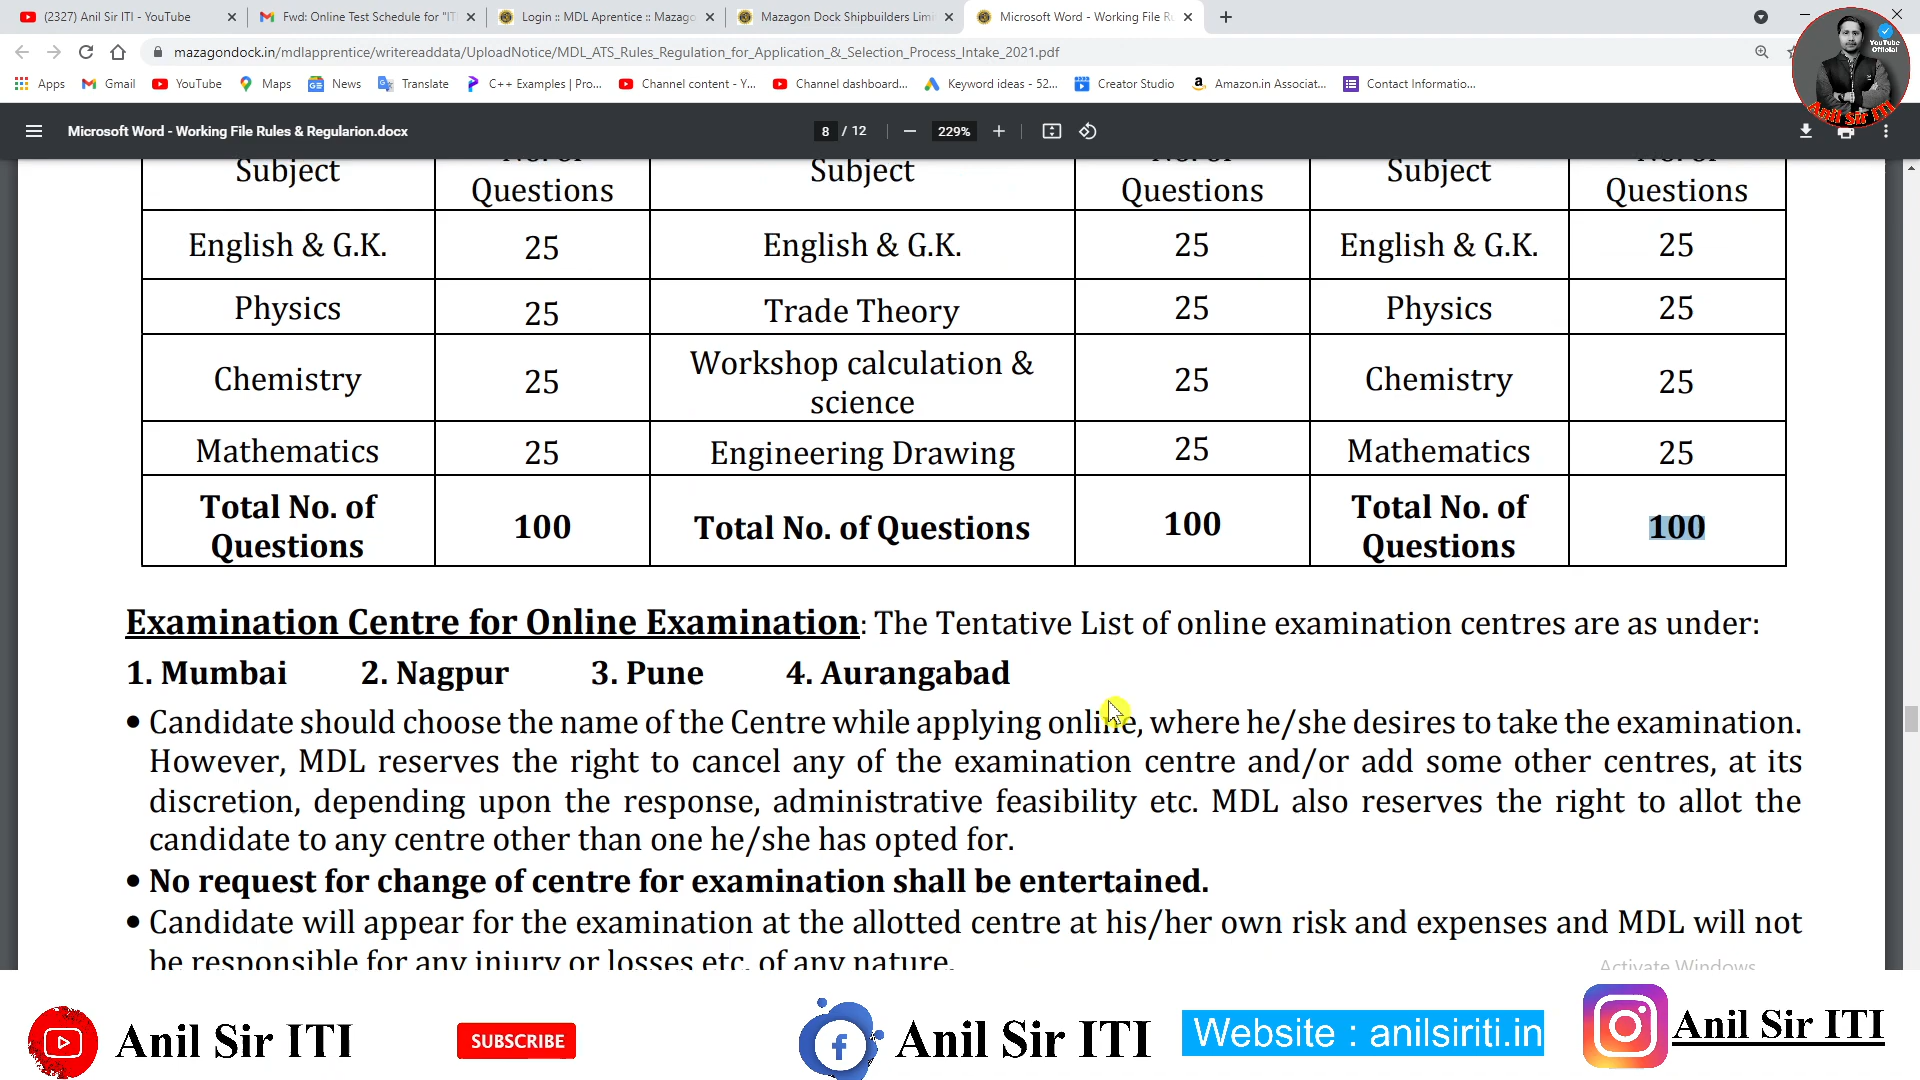 (2327) Anil Sir ITI - YouTube
Fwd: Online Test Schedule for "IT
Login :: MDL Aprentice :: Mazago
Mazagon Dock Shipbuilders Limi
Microsoft Word - Working File Ru
mazagondock.in/mdlapprentice/writereaddata/UploadNotice/MDL_ATS_Rules_Regulation_for_Application_&_Selection_Process_Intake_2021.pdf
YouTube
Official
Anil Sir ITI
Apps Gmail YouTube Maps News Translate C++ Examples | Pro... Channel content - Y... Channel dashboard... Keyword ideas - 52... Creator Studio Amazon.in Associat... Contact Informatio...
Microsoft Word - Working File Rules & Regularion.docx 8 / 12 229%
Subject Questions Subject Questions Subject Questions
English & G.K. 25 English & G.K. 25 English & G.K. 25
Physics 25 Trade Theory 25 Physics 25
Chemistry 25 Workshop calculation & science 25 Chemistry 25
Mathematics 25 Engineering Drawing 25 Mathematics 25
Total No. of Questions 100 Total No. of Questions 100 Total No. of Questions 100
Examination Centre for Online Examination: The Tentative List of online examination centres are as under:
1. Mumbai 2. Nagpur 3. Pune 4. Aurangabad
• Candidate should choose the name of the Centre while applying online, where he/she desires to take the examination.
However, MDL reserves the right to cancel any of the examination centre and/or add some other centres, at its
discretion, depending upon the response, administrative feasibility etc. MDL also reserves the right to allot the
candidate to any centre other than one he/she has opted for.
• No request for change of centre for examination shall be entertained.
• Candidate will appear for the examination at the allotted centre at his/her own risk and expenses and MDL will not
be responsible for any injury or losses etc. of any nature.
Activate Windows
Anil Sir ITI
SUBSCRIBE
Anil Sir ITI
Website : anilsiriti.in
Anil Sir ITI